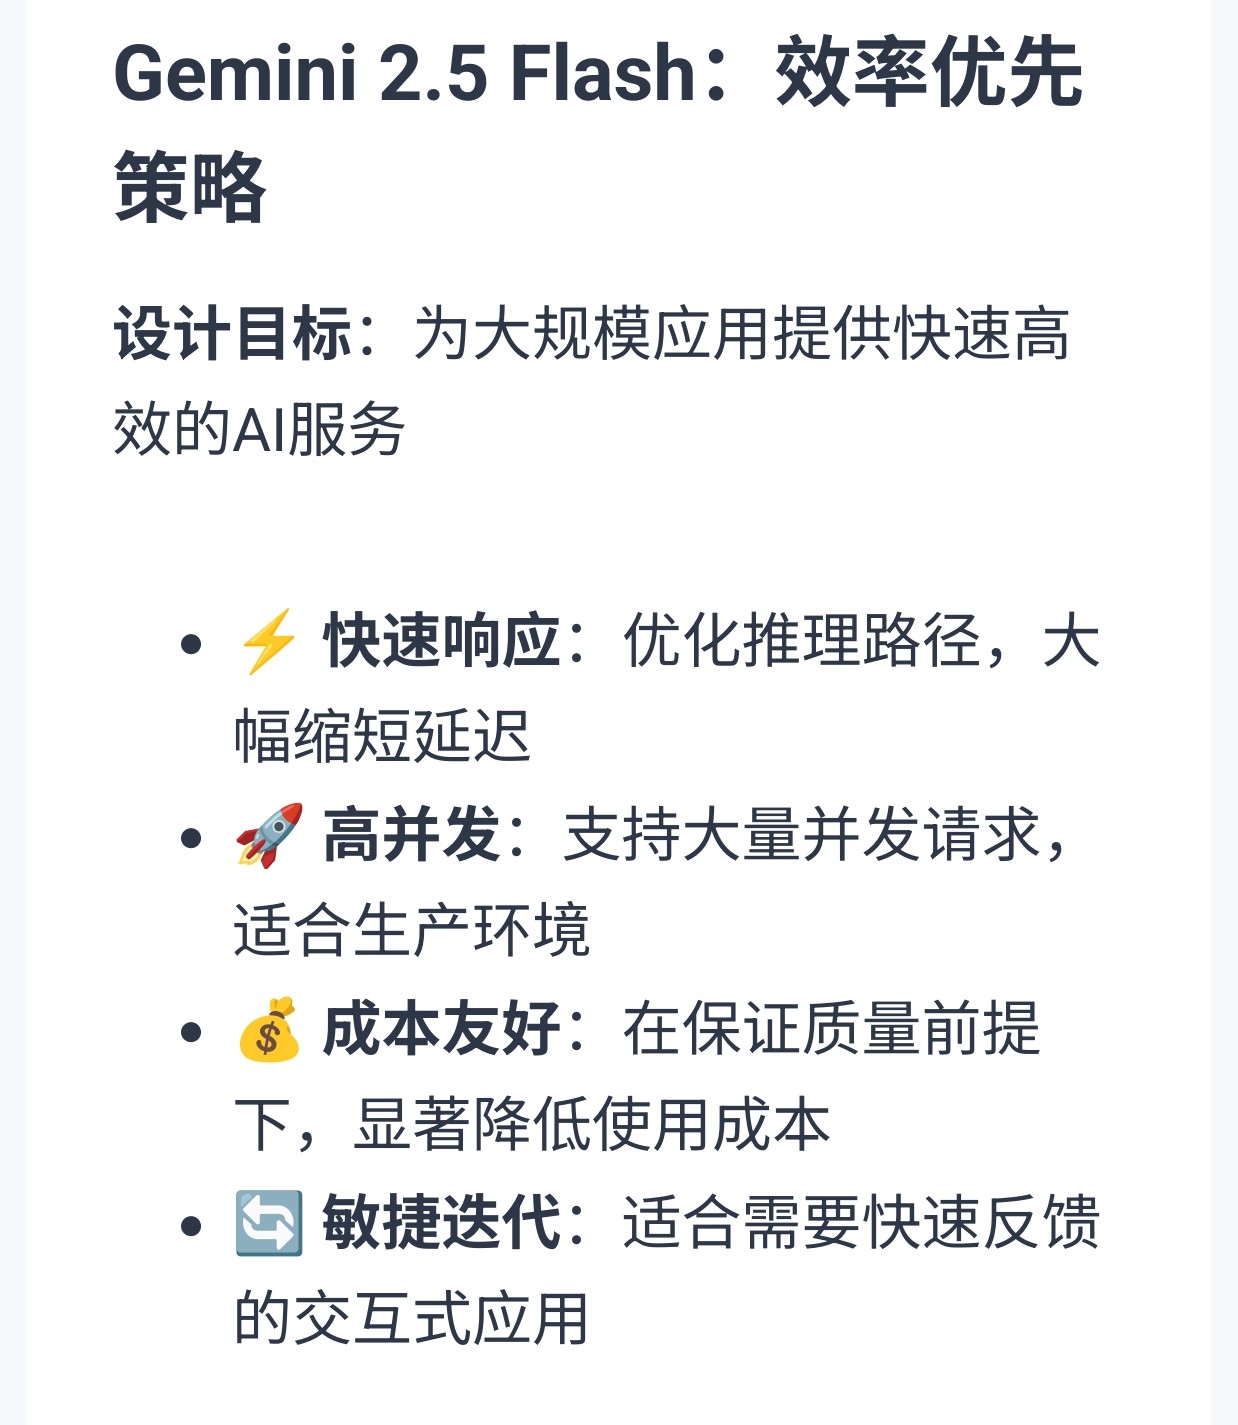 Gemini 2.5 Flash：效率优先
策略
设计目标：为大规模应用提供快速高
效的AI服务
• ⚡ 快速响应：优化推理路径，大
幅缩短延迟
• 🚀 高并发：支持大量并发请求，
适合生产环境
• 💰 成本友好：在保证质量前提
下，显著降低使用成本
• 🔄 敏捷迭代：适合需要快速反馈
的交互式应用